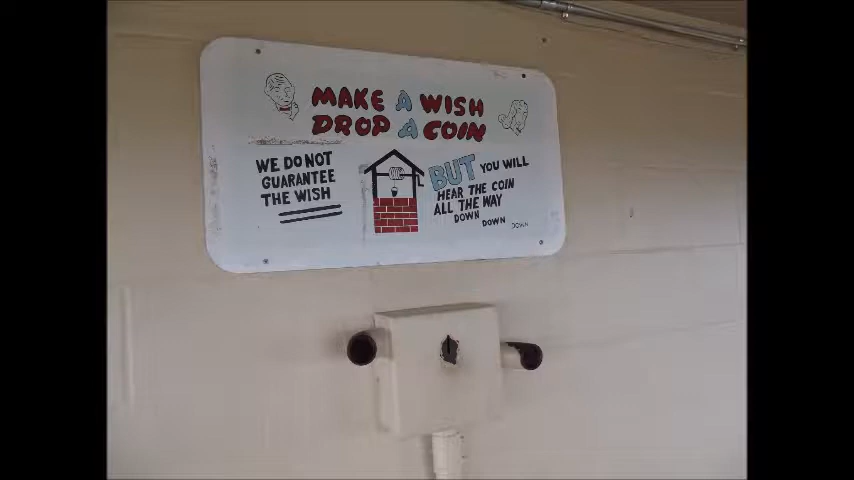 MAKE A WISH
DROP A COIN
WE DO NOT
GUARANTEE
THE WISH
BUT YOU WILL
HEAR THE COIN
ALL THE WAY
DOWN
DOWN
DOWN